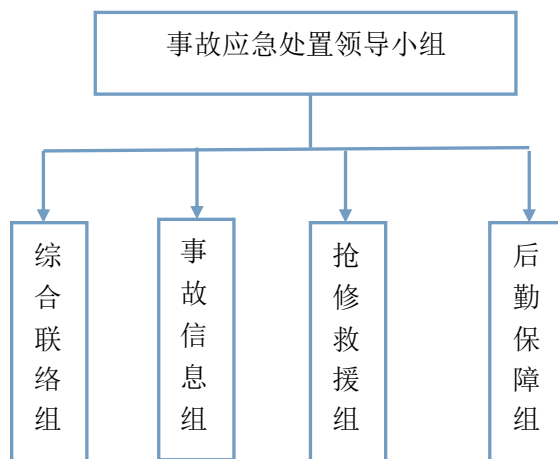 事故应急处置领导小组
综合联络组
事故信息组
抢修救援组
后勤保障组